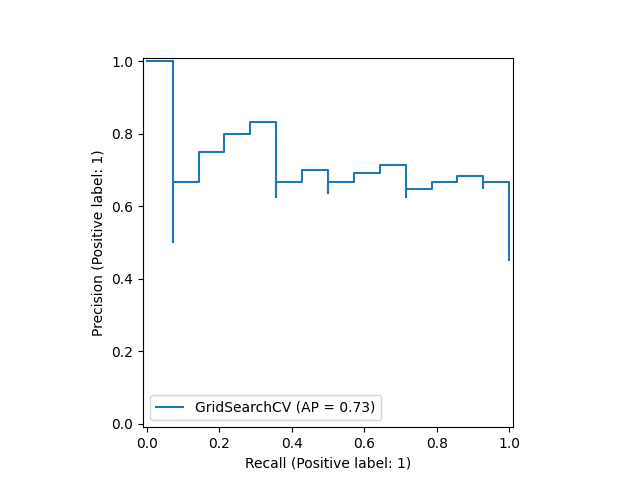 1.0
0.8
0.6
0.4
0.2
0.0
Precision (Positive label: 1)
GridSearchCV (AP = 0.73)
0.0 0.2 0.4 0.6 0.8 1.0
Recall (Positive label: 1)